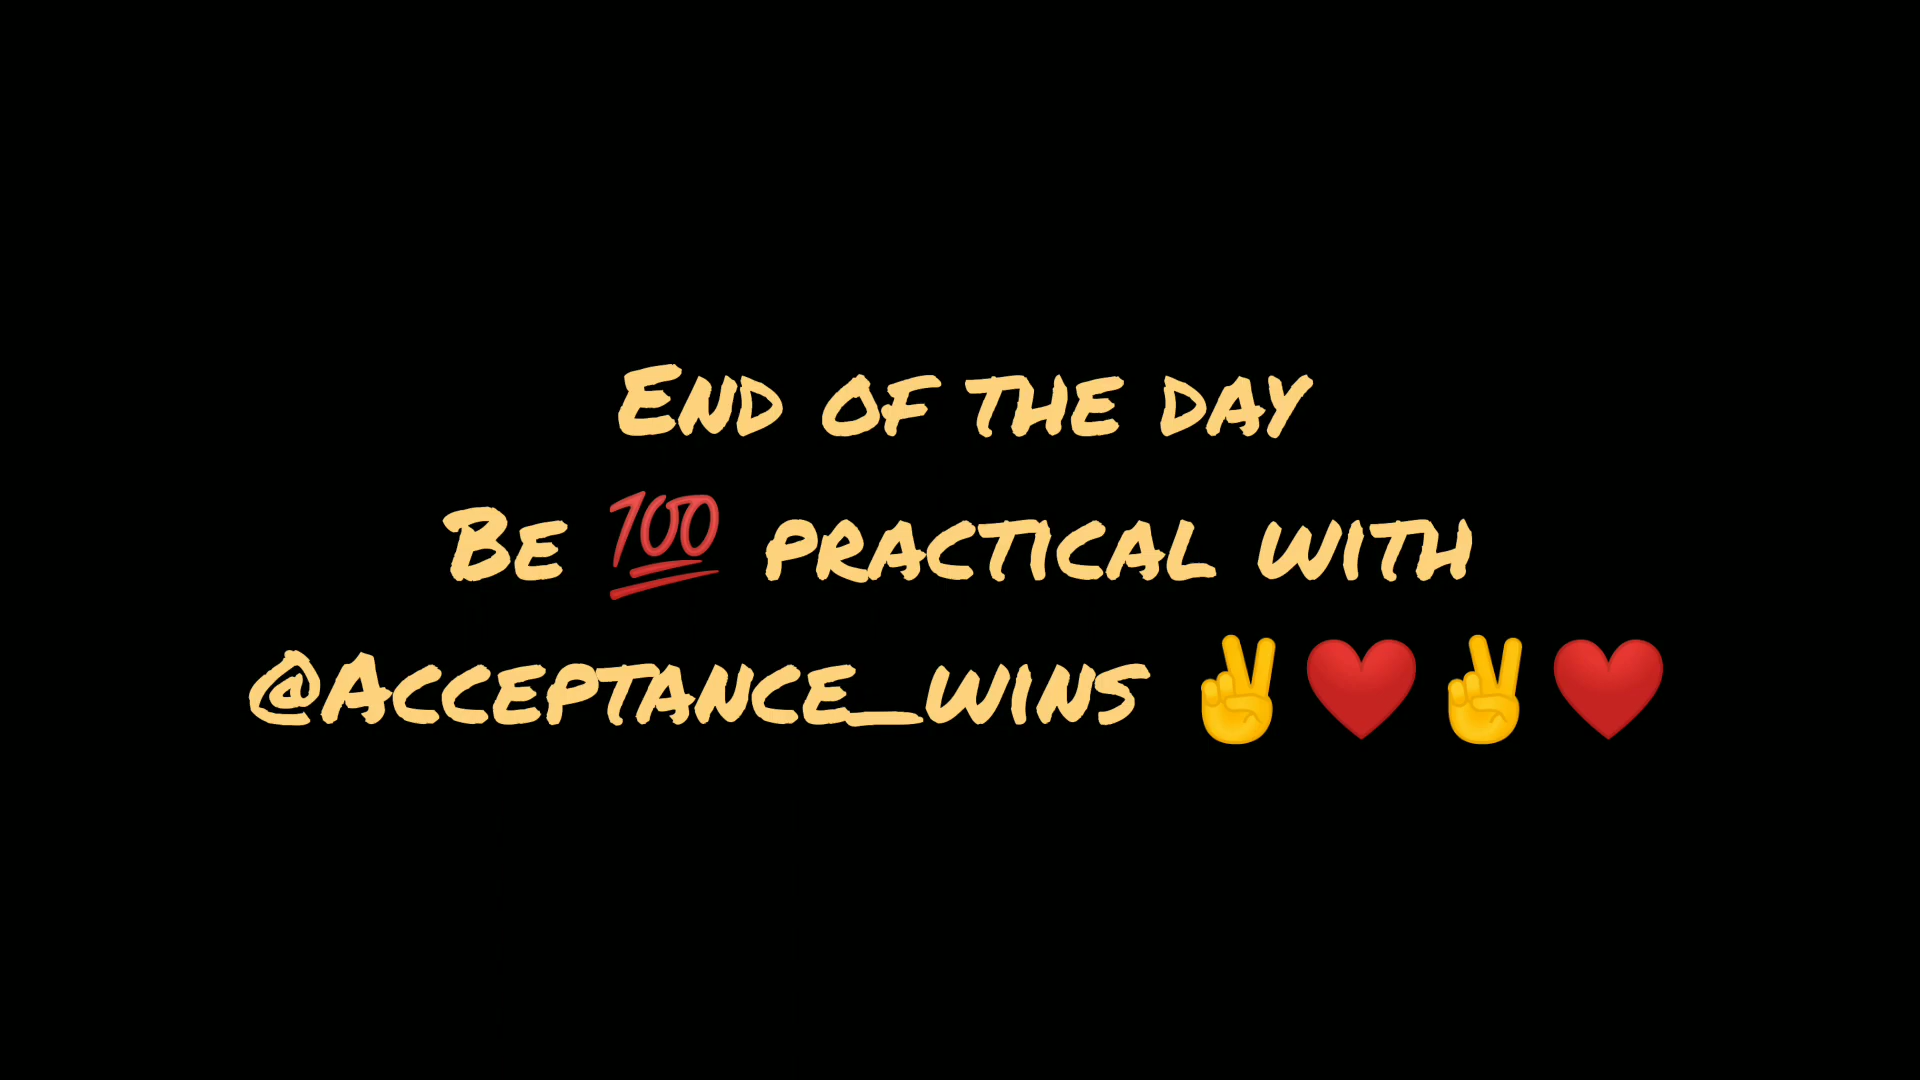 End of the day
Be 💯 practical with
@Acceptance_wins ✌️❤️✌️❤️